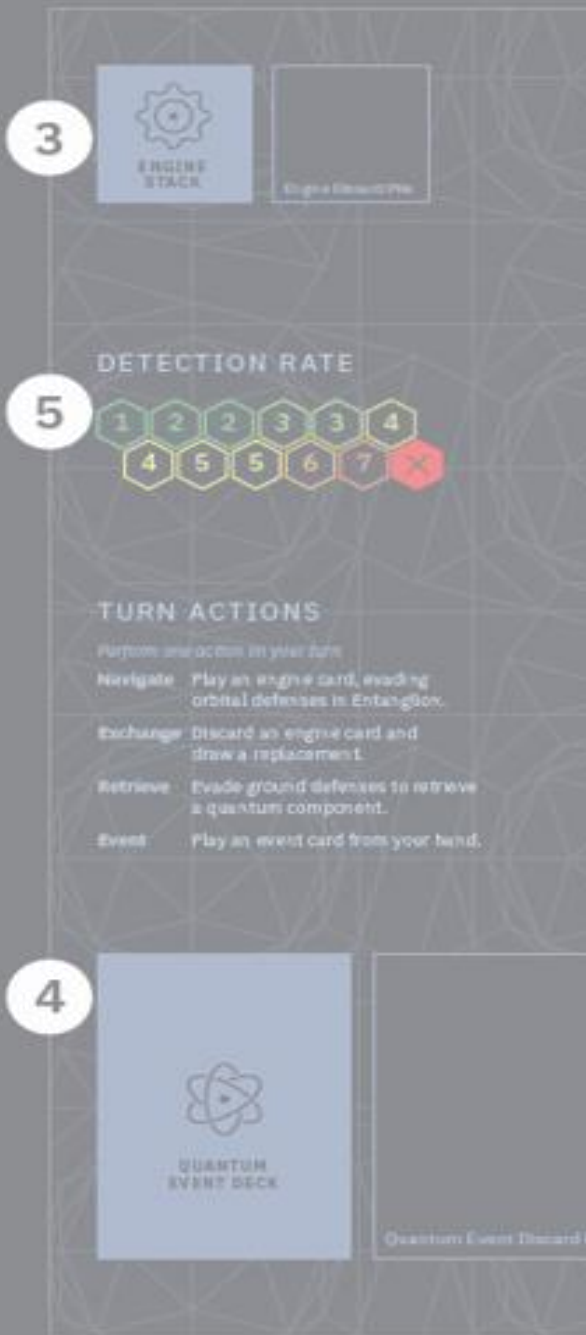 3
ENGINE
STACK
Engine Discard Pile
DETECTION RATE
5
1 2 2 3 3 4
4 5 5 6 7 X
TURN ACTIONS
Perform one action on your turn
Navigate Play an engine card, evading
orbital defenses in EntangBox.
Exchange Discard an engine card and
draw a replacement.
Retrieve Evade ground defenses to retrieve
a quantum component.
Event Play an event card from your hand.
4
QUANTUM
EVENT DECK
Quantum Event Discard